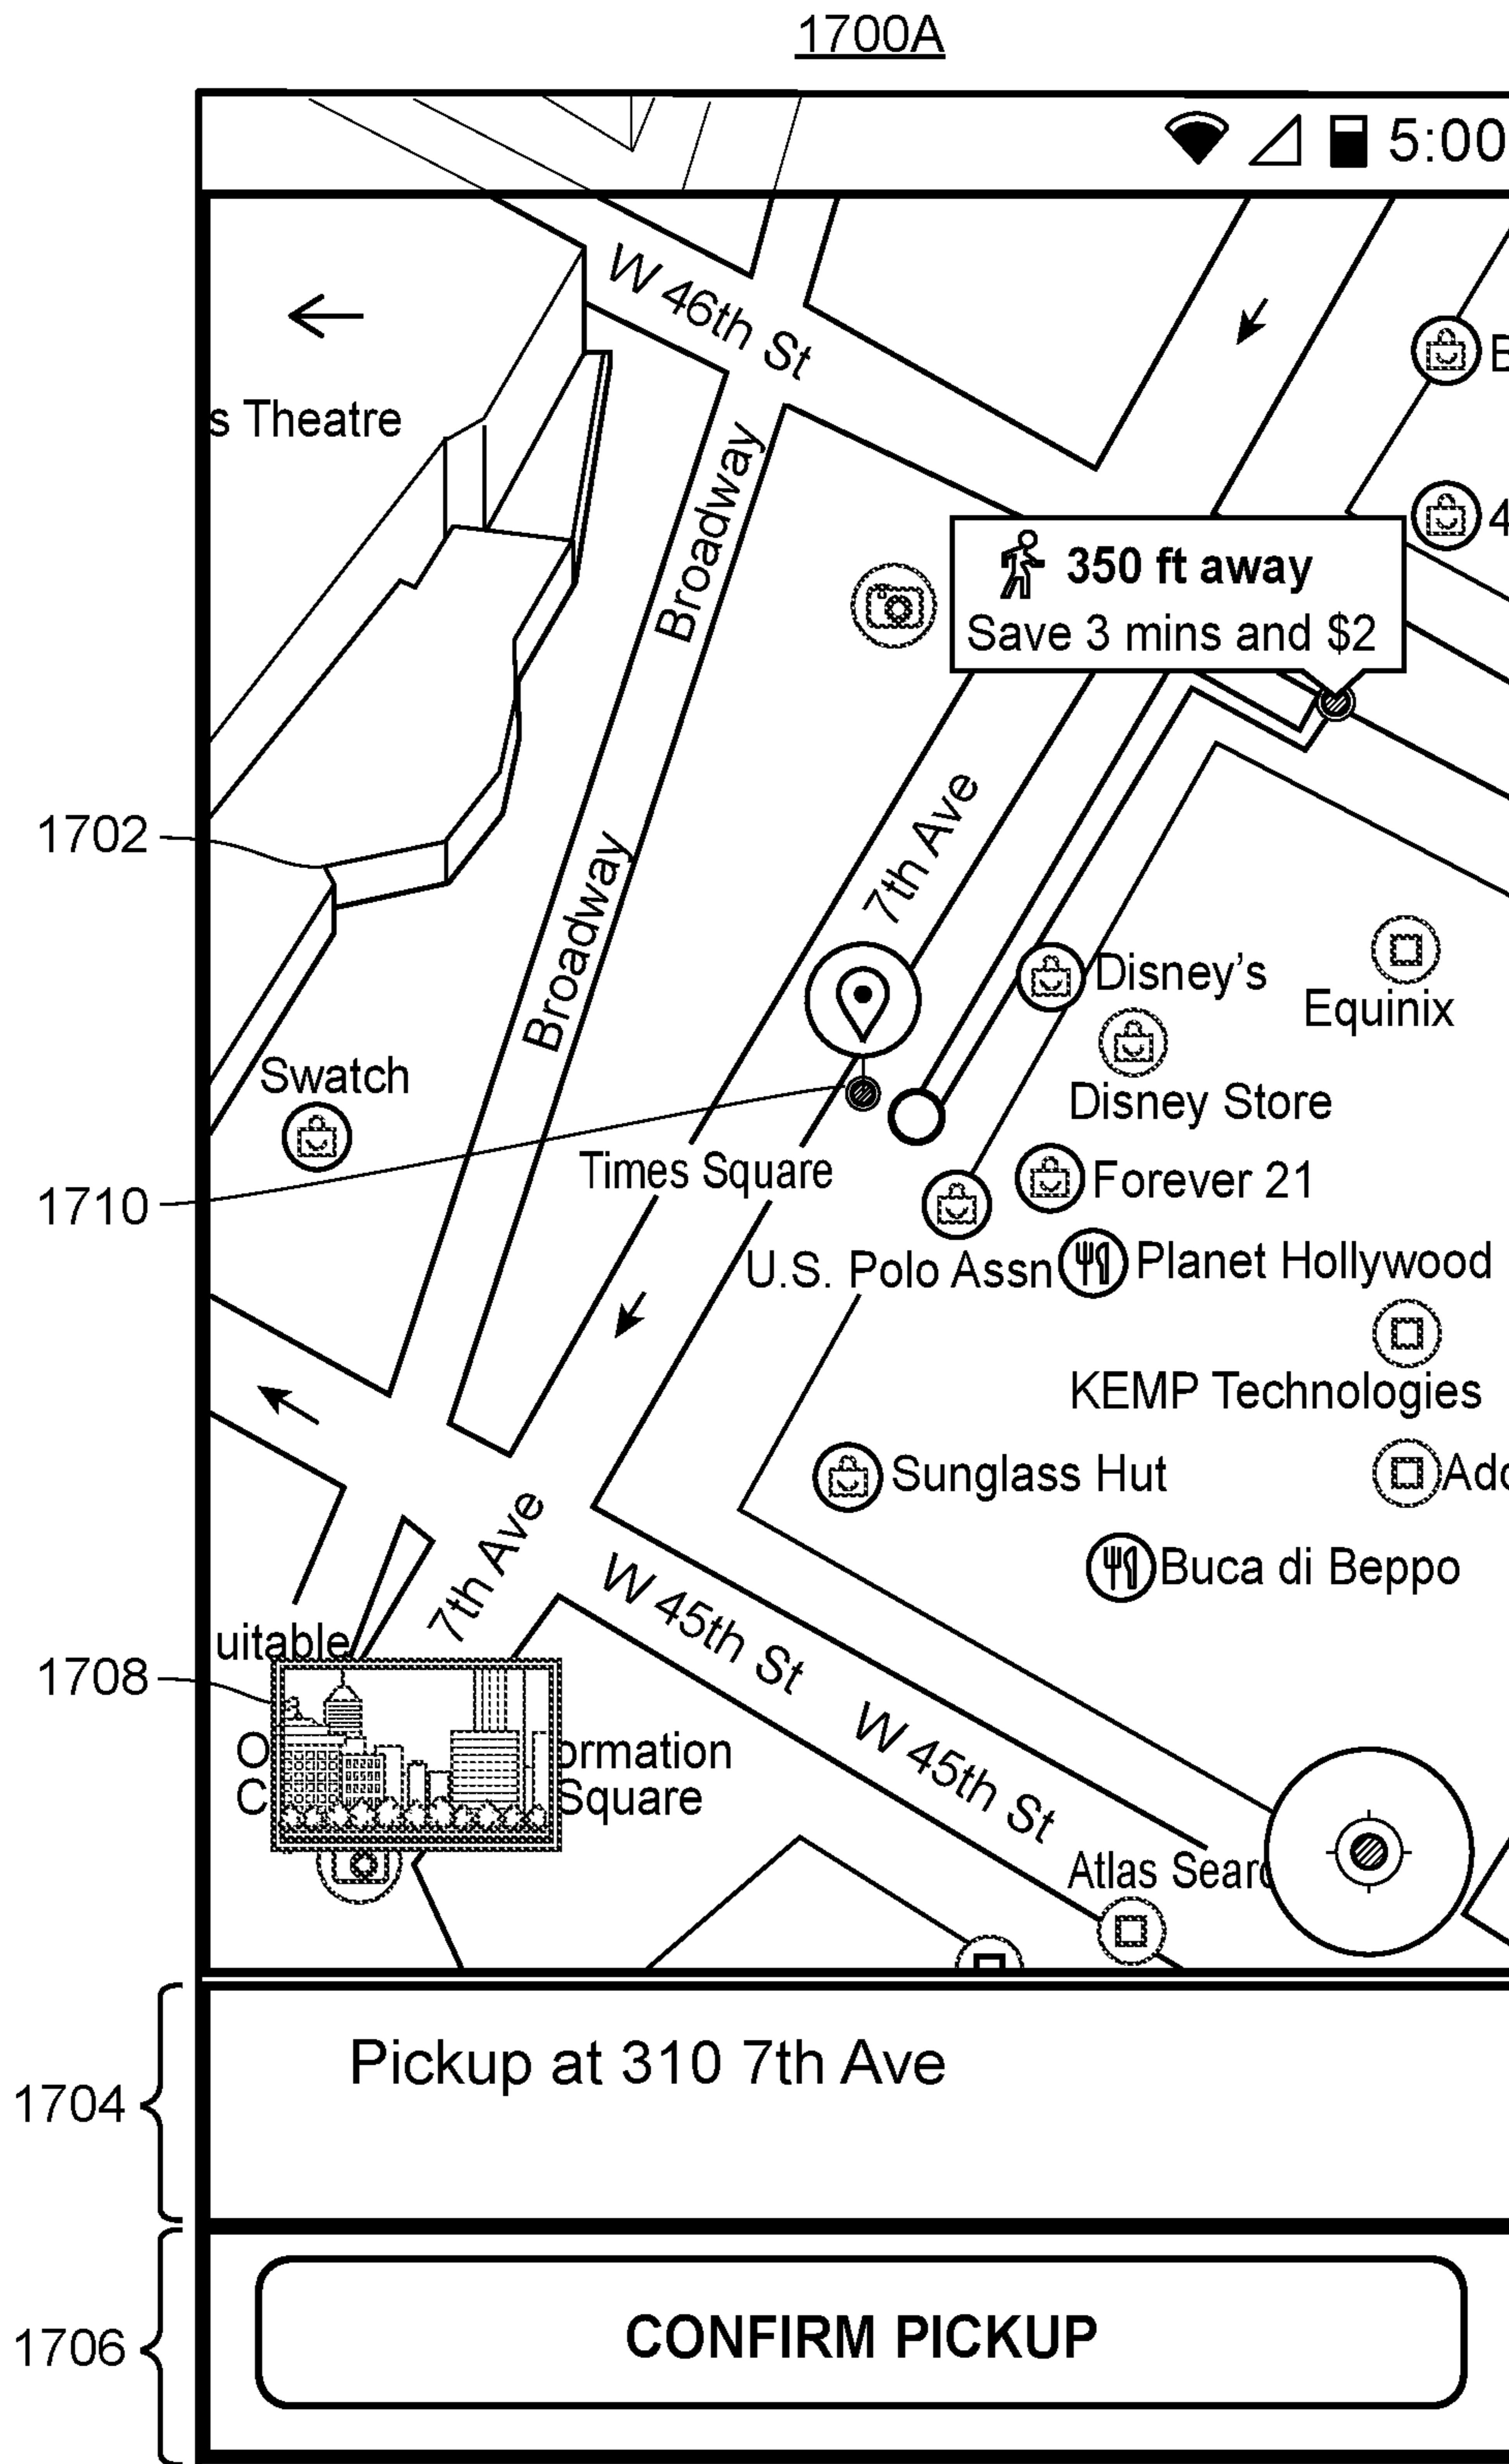 1700A
5:00
W 46th St
s Theatre
Broadway
350 ft away
Save 3 mins and $2
7th Ave
1702
Broadway
Disney's
Equinix
Swatch
Disney Store
Times Square
Forever 21
1710
U.S. Polo Assn
Planet Hollywood
KEMP Technologies
Sunglass Hut
7th Ave
W 45th St
Buca di Beppo
uitable
1708
W 45th St
ormation
Square
Atlas
Pickup at 310 7th Ave
1704
CONFIRM PICKUP
1706